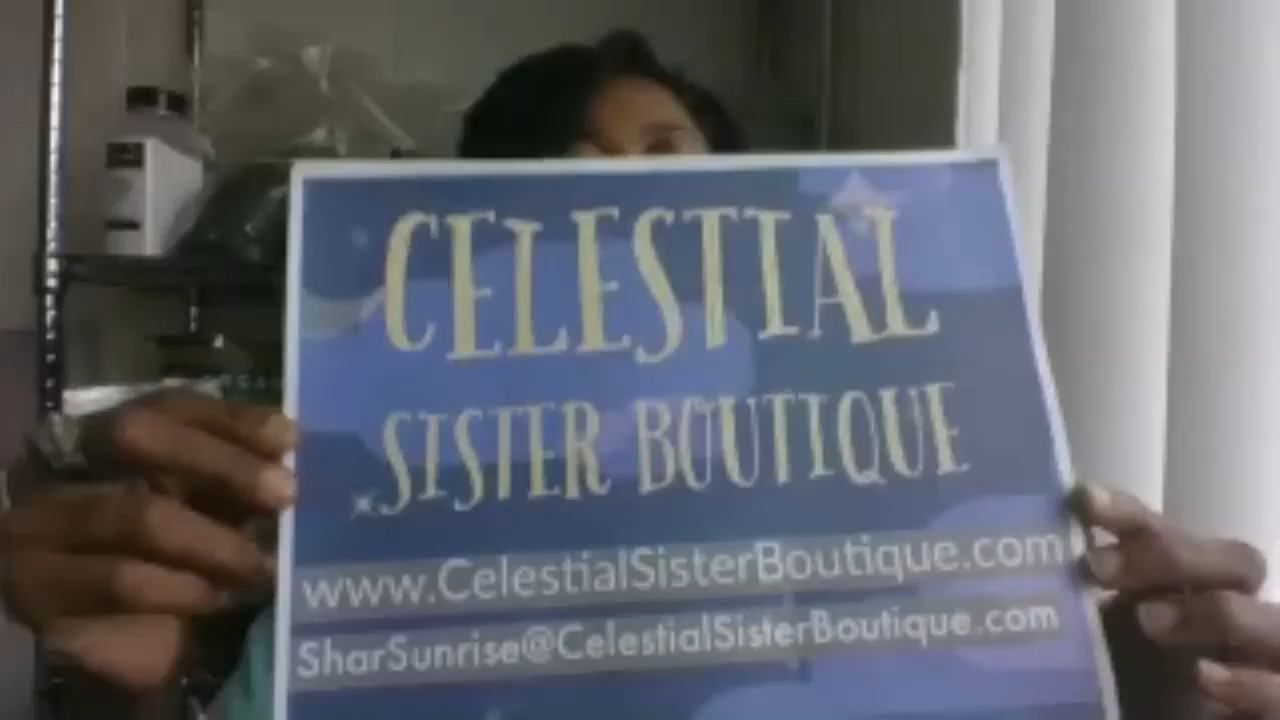 CELESTIAL
SISTER BOUTIQUE
www.CelestialSisterBoutique.com
SharSunrise@CelestialSisterBoutique.com